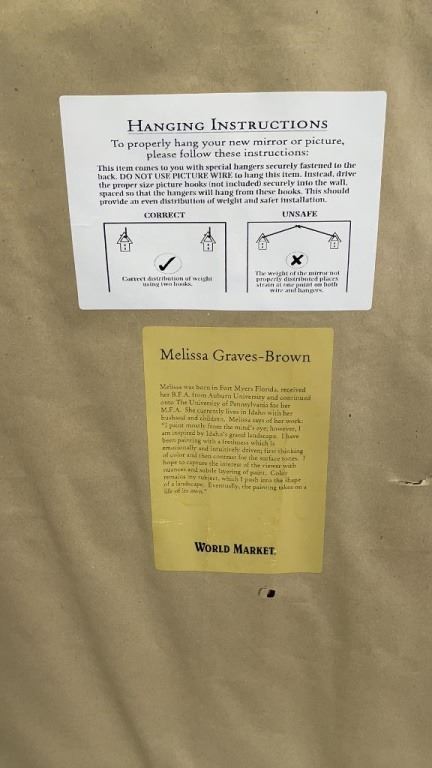 HANGING INSTRUCTIONS
To properly hang your new mirror or picture,
please follow these instructions:
This item comes to you with special hangers securely fastened to the
back. DO NOT USE PICTURE WIRE to hang this item. Instead, drive
the proper size picture hooks (not included) securely into the wall,
spaced so that the hangers will hang from these hooks. This should
provide an even distribution of weight and safer installation.
CORRECT
Correct distribution of weight
using two hooks.
UNSAFE
The weight of the mirror not
properly distributed places
strain at one point on both
wire and hangers.
Melissa Graves-Brown
Melissa was born in Fort Myers Florida, received
her B.F.A. from Auburn University and continued
onto The University of Pennsylvania for her
M.F.A. She currently lives in Idaho with her
husband and children. Melissa says of her work:
"I paint mostly from the mind's eye; however, I
am inspired by Idaho's grand landscape. I have
been painting with a freshness which is
emotionally and intuitively driven; first thinking
of color and then contrast for the surface tones. I
hope to capture the interest of the viewer with
nuances and subtle layering of paint. Color
remains my subject, which I push into the shape
of a landscape. Eventually, the painting takes on a
life of its own."
WORLD MARKET.